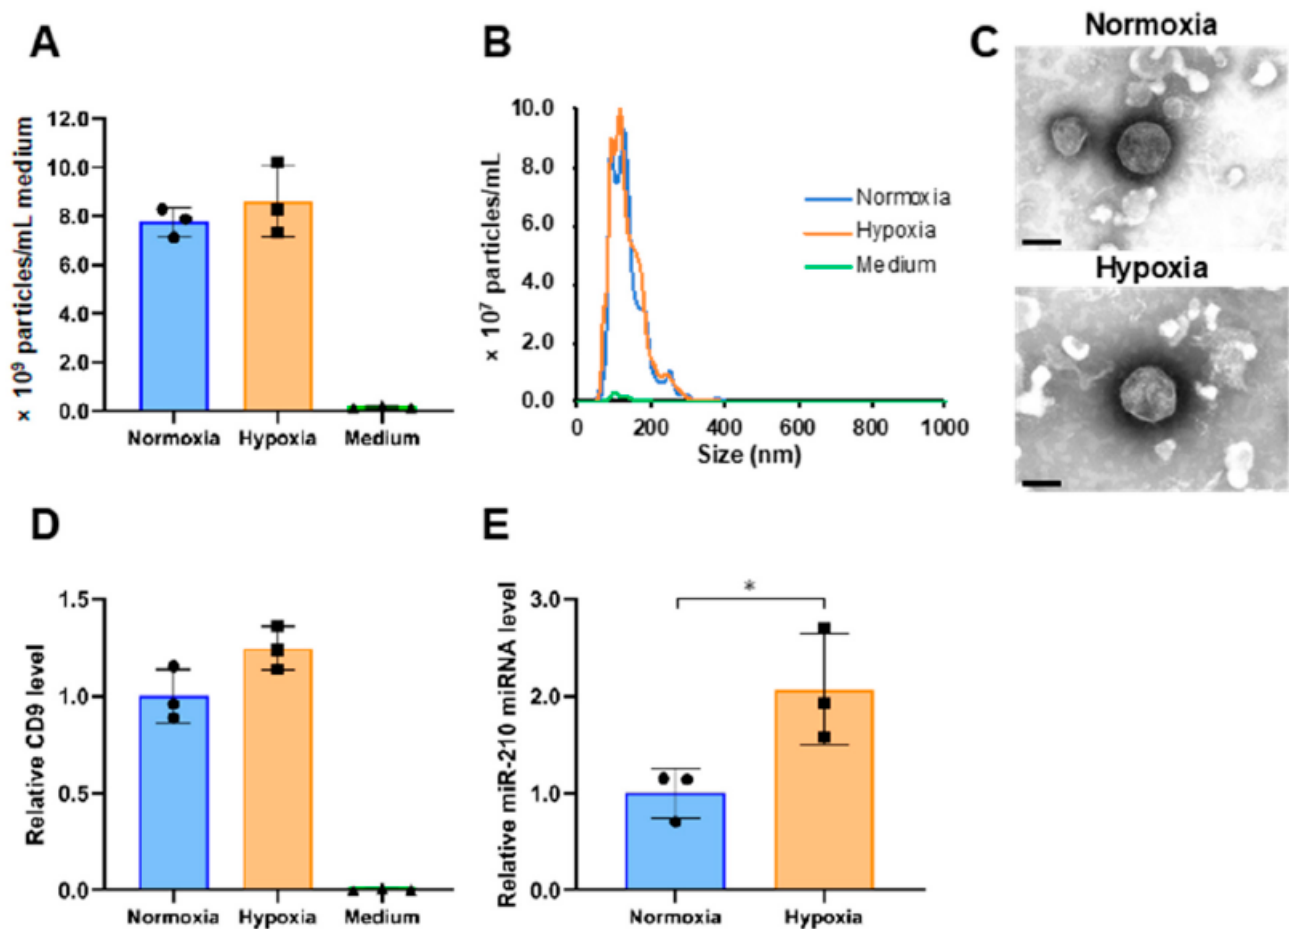 A
× 10⁹ particles/mL medium
12.0
10.0
8.0
6.0
4.0
2.0
0.0
Normoxia Hypoxia Medium
B
× 10⁷ particles/mL
10.0
8.0
6.0
4.0
2.0
0.0
0 200 400 600 800 1000
Size (nm)
Normoxia
Hypoxia
Medium
C
Normoxia
Hypoxia
D
Relative CD9 level
1.5
1.0
0.5
0.0
Normoxia Hypoxia Medium
E
Relative miR-210 miRNA level
3.0
2.0
1.0
0.0
*
Normoxia Hypoxia